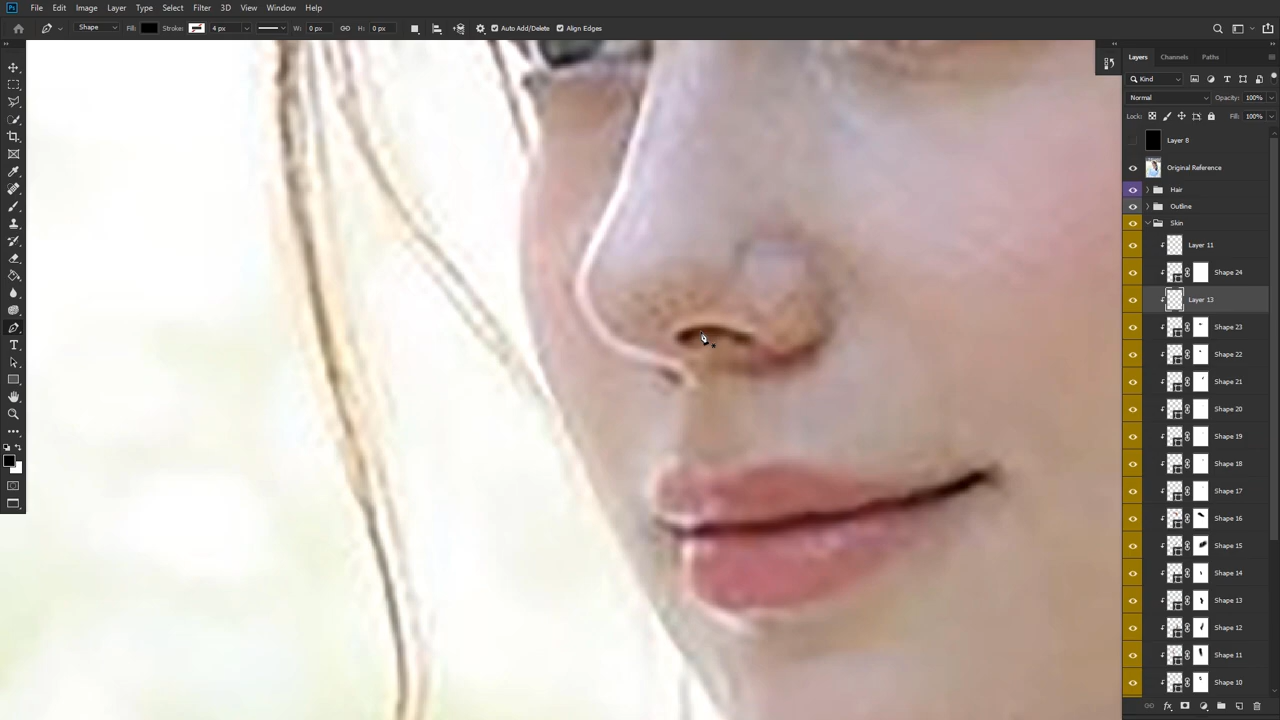 Ps File Edit Image Layer Type Select Filter 3D View Window Help
Shape Fill: Stroke: 4 px W: 0 px H: 0 px Auto Add/Delete Align Edges
Layers Channels Paths
Kind
Normal Opacity: 100%
Lock: Fill: 100%
Layer 8
Original Reference
Hair
Outline
Skin
Layer 11
Shape 24
Layer 13
Shape 23
Shape 22
Shape 21
Shape 20
Shape 19
Shape 18
Shape 17
Shape 16
Shape 15
Shape 14
Shape 13
Shape 12
Shape 11
Shape 10
fx